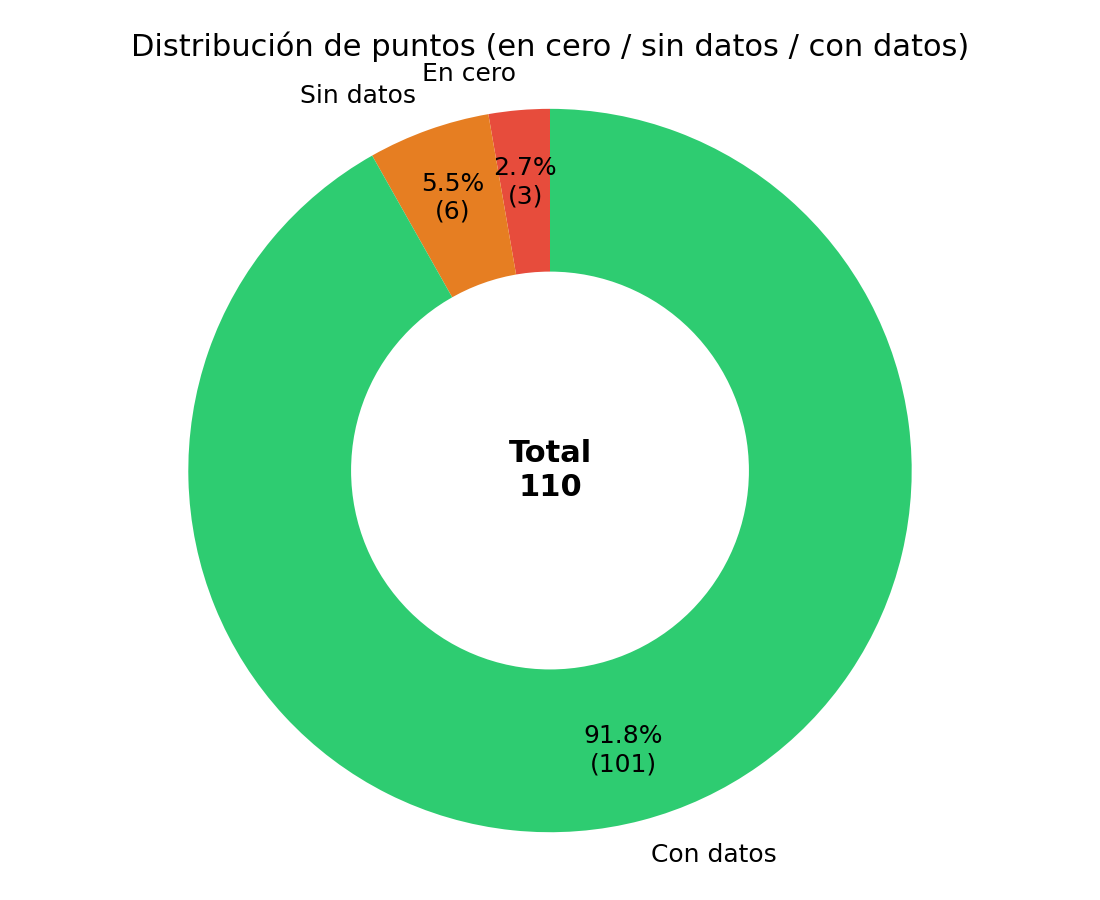 Distribución de puntos (en cero / sin datos / con datos)
En cero
Sin datos
2.7%
(3)
5.5%
(6)
Total
110
91.8%
(101)
Con datos